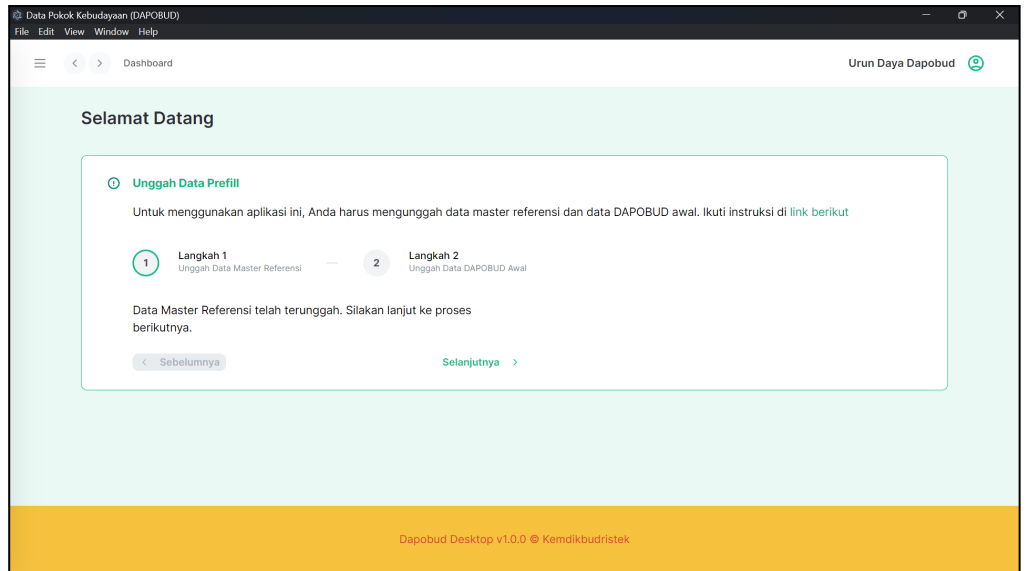 Data Pokok Kebudayaan (DAPOBUD)
File Edit View Window Help
Dashboard
Urun Daya Dapobud
Selamat Datang
Unggah Data Prefill
Untuk menggunakan aplikasi ini, Anda harus mengunggah data master referensi dan data DAPOBUD awal. Ikuti instruksi di link berikut
1
Langkah 1
Unggah Data Master Referensi
2
Langkah 2
Unggah Data DAPOBUD Awal
Data Master Referensi telah terunggah. Silakan lanjut ke proses
berikutnya.
Sebelumnya
Selanjutnya
Dapobud Desktop v1.0.0 © Kemdikbudristek